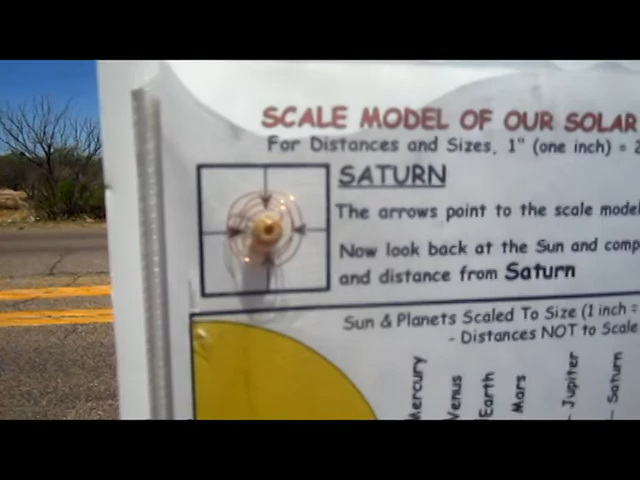 SCALE MODEL OF OUR SOLAR
For Distances and Sizes, 1" (one inch) =
SATURN
The arrows point to the scale model
Now look back at the Sun and comp
and distance from Saturn
Sun & Planets Scaled To Size (1 inch =
- Distances NOT to Scale
Mercury
Venus
Earth
Mars
- Jupiter
- Saturn